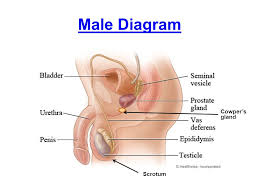 Male Diagram
Bladder
Seminal
vesicle
Prostate
gland
Cowper's
gland
Urethra
Vas
deferens
Penis
Epididymis
Testicle
Scrotum